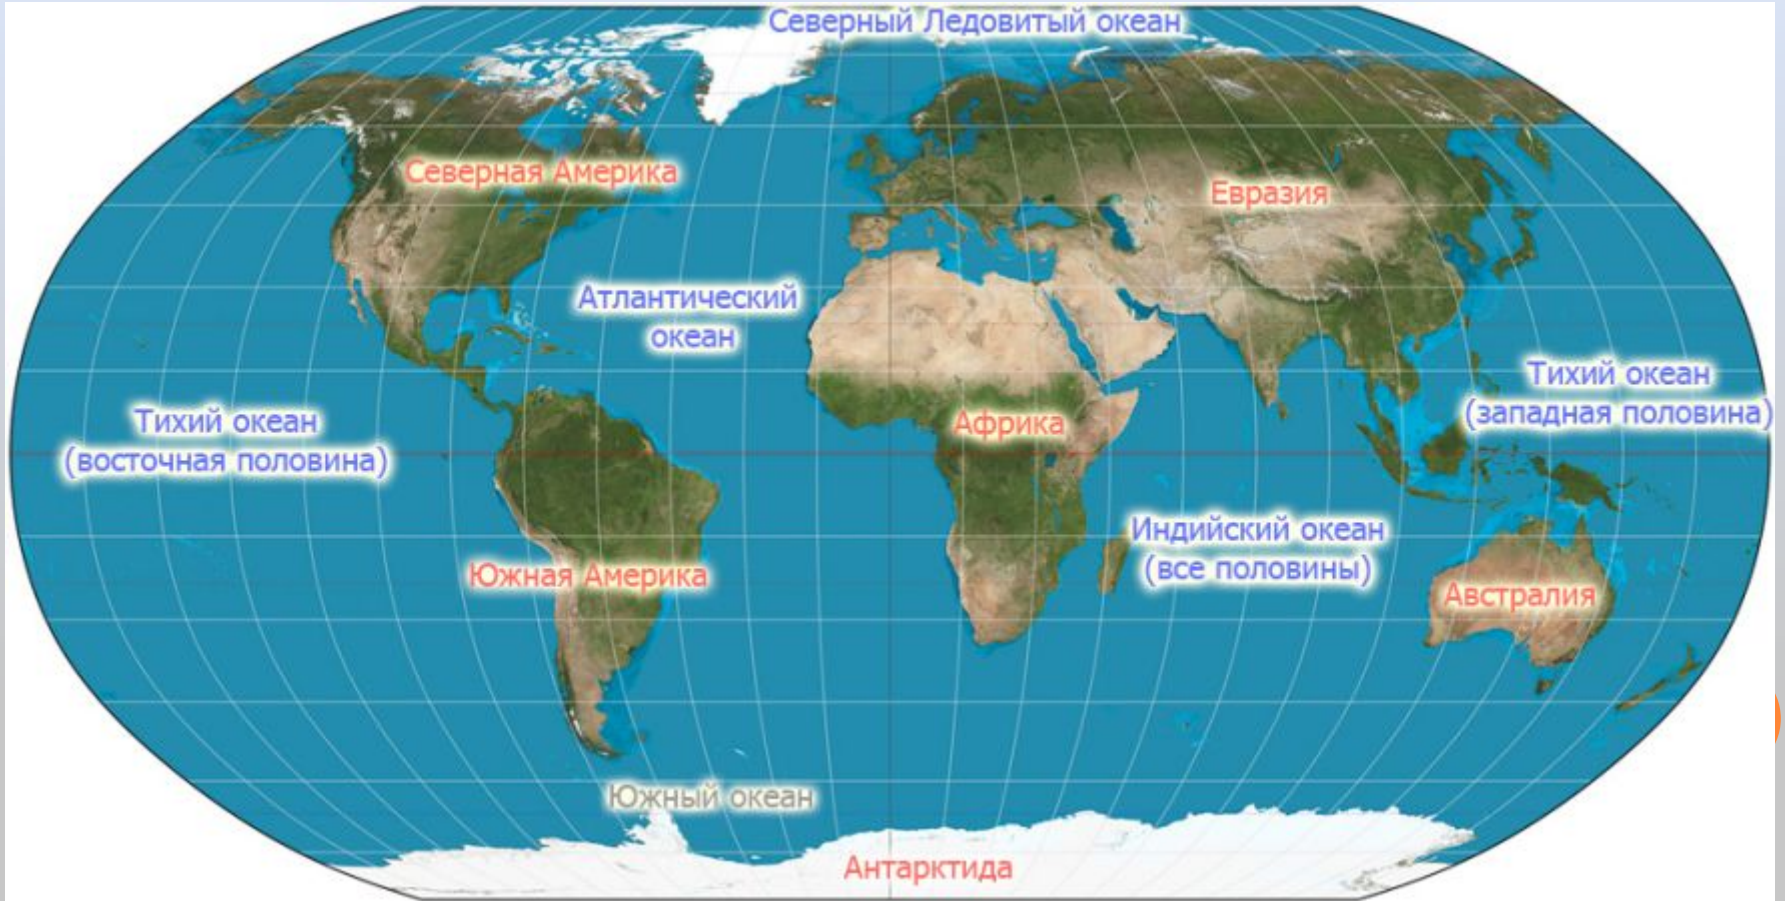 Северный Ледовитый океан
Северная Америка
Евразия
Атлантический
океан
Тихий океан
(западная половина)
Тихий океан
(восточная половина)
Африка
Индийский океан
(все половины)
Южная Америка
Австралия
Южный океан
Антарктида